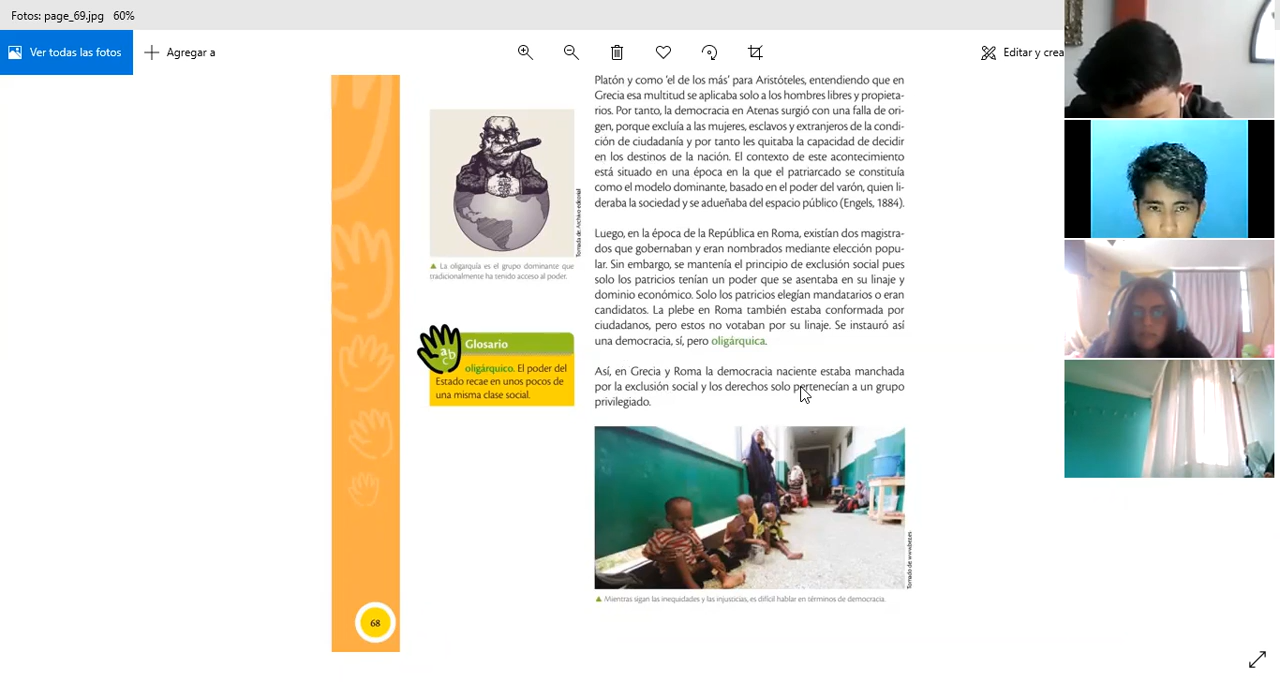 Fotos: page_69.jpg 60%
Ver todas las fotos
Agregar a
Editar y crea
Platón y como 'el de los más' para Aristóteles, entendiendo que en
Grecia esa multitud se aplicaba solo a los hombres libres y propieta-
rios. Por tanto, la democracia en Atenas surgió con una falla de ori-
gen, porque excluía a las mujeres, esclavos y extranjeros de la condi-
ción de ciudadanía y por tanto les quitaba la capacidad de decidir
en los destinos de la nación. El contexto de este acontecimiento
está situado en una época en la que el patriarcado se constituía
como el modelo dominante, basado en el poder del varón, quien li-
deraba la sociedad y se adueñaba del espacio público (Engels, 1884).
Tomada de: Archivo editorial
La oligarquía es el grupo dominante que
tradicionalmente ha tenido acceso al poder.
Luego, en la época de la República en Roma, existían dos magistra-
dos que gobernaban y eran nombrados mediante elección popu-
lar. Sin embargo, se mantenía el principio de exclusión social pues
solo los patricios tenían un poder que se asentaba en su linaje y
dominio económico. Solo los patricios elegían mandatarios o eran
candidatos. La plebe en Roma también estaba conformada por
ciudadanos, pero estos no votaban por su linaje. Se instauró así
una democracia, sí, pero oligárquica.
abc
Glosario
oligárquico. El poder del
Estado recae en unos pocos de
una misma clase social.
Así, en Grecia y Roma la democracia naciente estaba manchada
por la exclusión social y los derechos solo pertenecían a un grupo
privilegiado.
Mientras sigan las inequidades y las injusticias, es difícil hablar en términos de democracia.
68